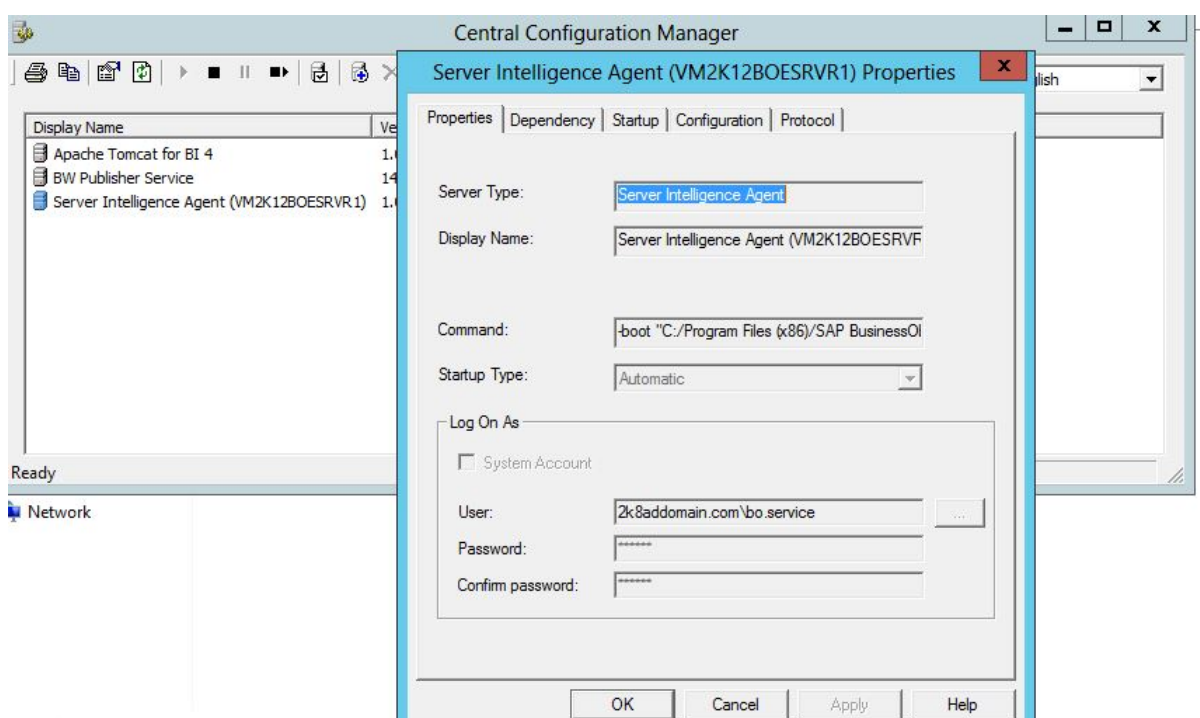 Central Configuration Manager
Server Intelligence Agent (VM2K12BOESRVR1) Properties
lish
Display Name
Ve
Apache Tomcat for BI 4
1.
BW Publisher Service
14
Server Intelligence Agent (VM2K12BOESRVR1)
1.
Ready
Network
Properties Dependency Startup Configuration Protocol
Server Type:
Server Intelligence Agent
Display Name:
Server Intelligence Agent (VM2K12BOESRVR
Command:
-boot "C:/Program Files (x86)/SAP BusinessOl
Startup Type:
Automatic
Log On As
System Account
User:
2k8addomain.com\bo.service
...
Password:
******
Confirm password:
******
OK Cancel Apply Help